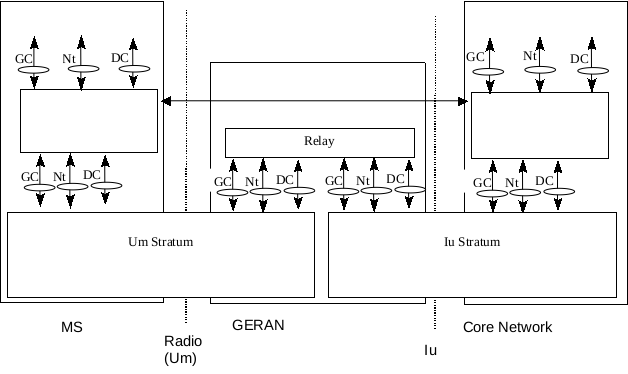 GC Nt DC
GC Nt DC
Relay
GC Nt DC
GC Nt DC
GC Nt DC
GC Nt DC
Um Stratum
Iu Stratum
MS
Radio
(Um)
GERAN
Iu
Core Network